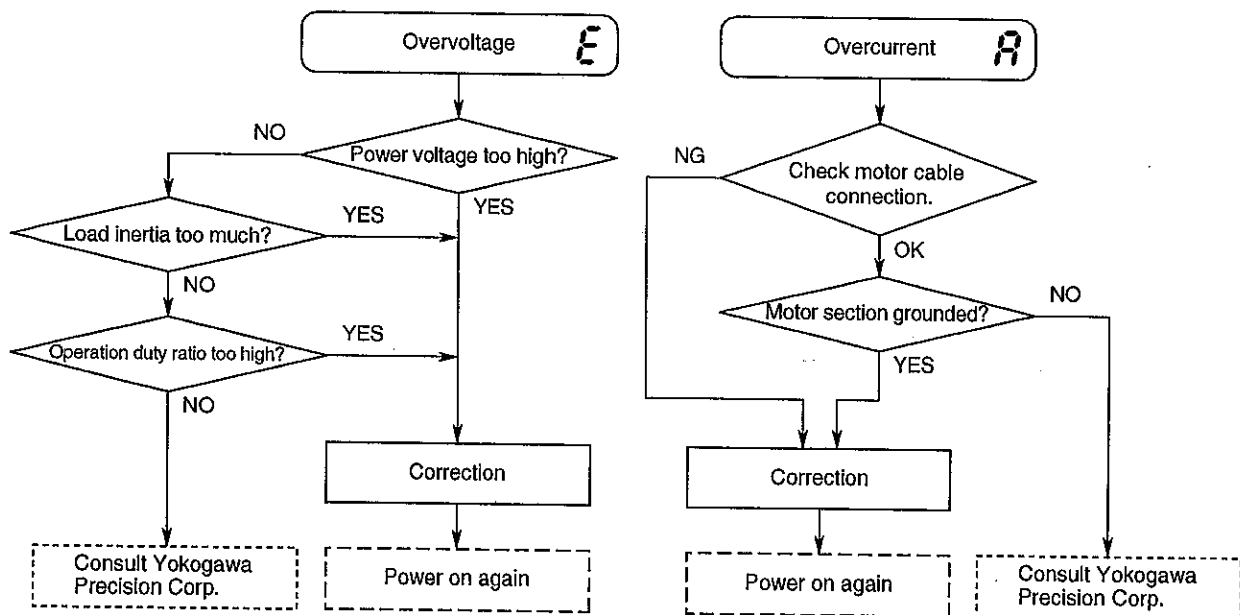 Overvoltage E
NO
Power voltage too high?
YES
Load inertia too much?
YES
NO
Operation duty ratio too high?
YES
NO
Correction
Consult Yokogawa
Precision Corp.
Power on again
Overcurrent A
NG
Check motor cable
connection.
OK
Motor section grounded?
NO
YES
Correction
Power on again
Consult Yokogawa
Precision Corp.